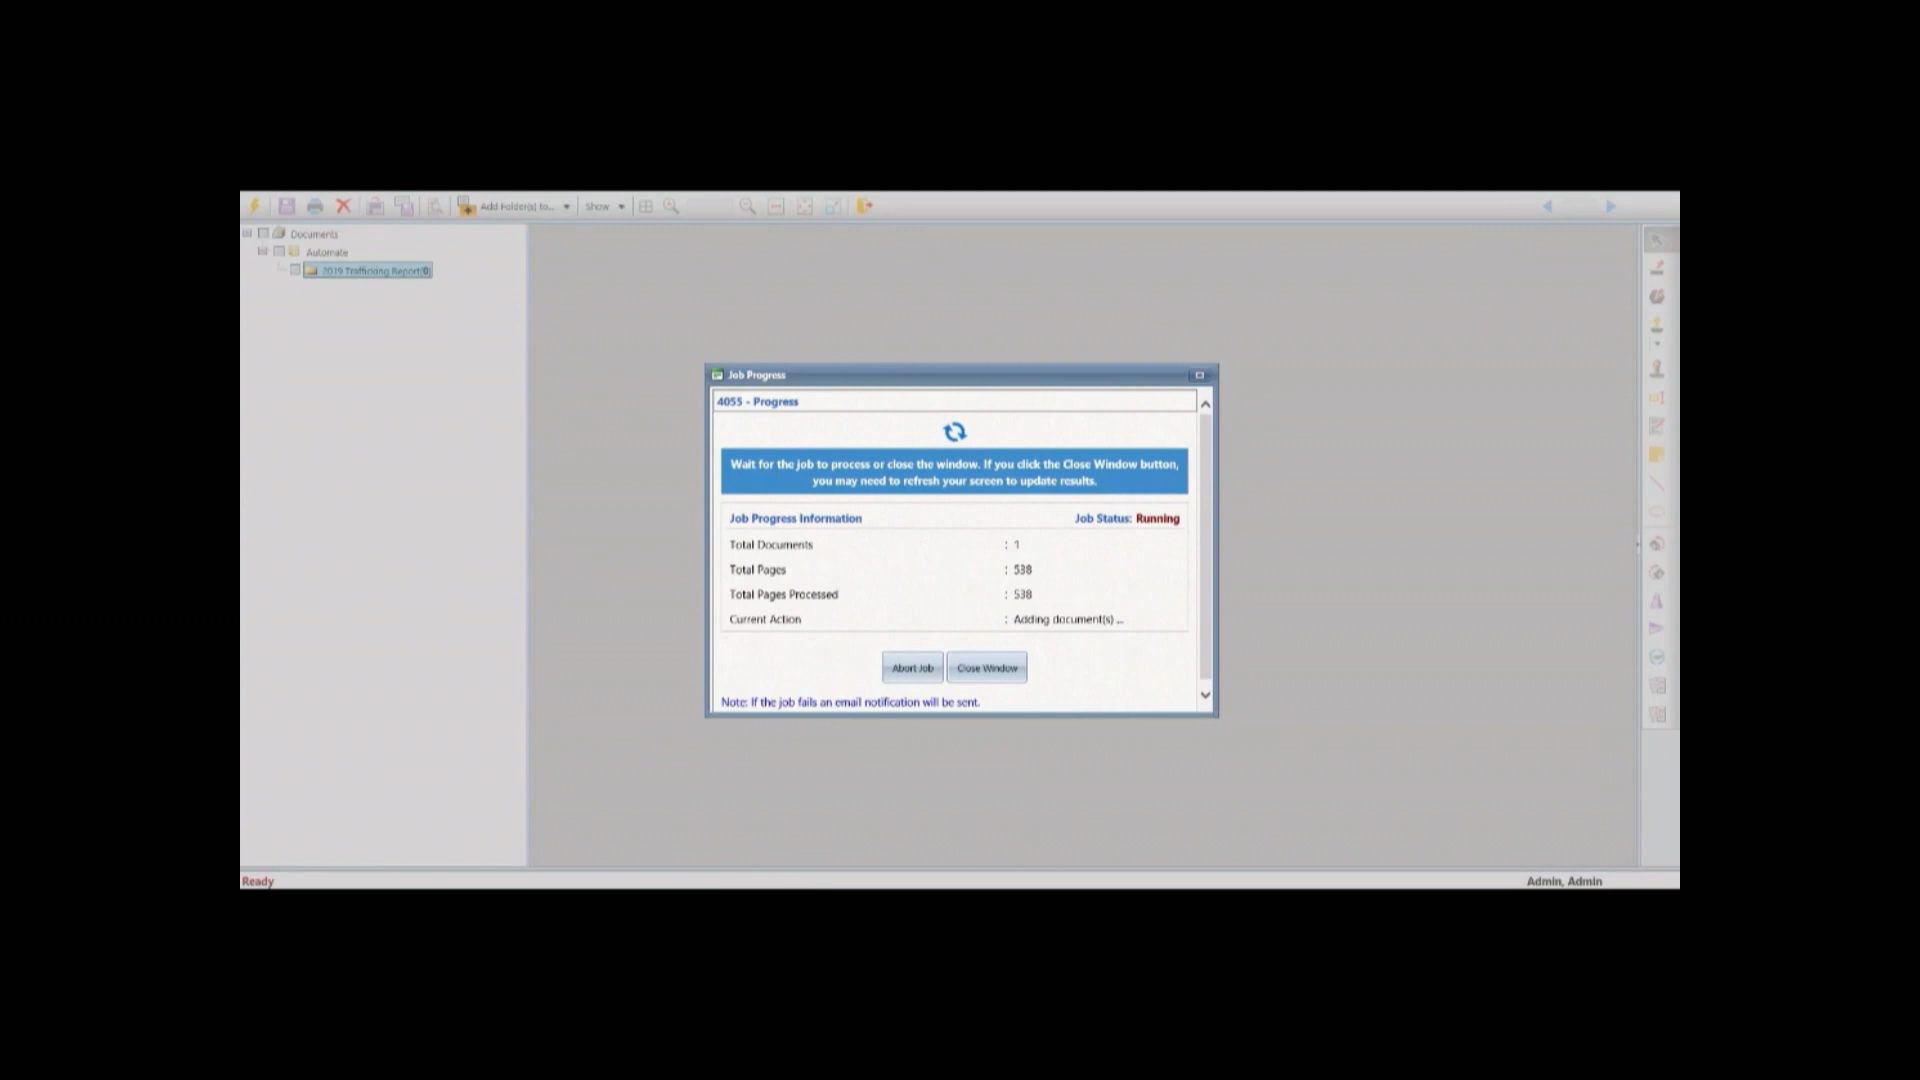 Add Folder(s) to...
Show
Documents
Automate
2019 Trafficking Report(0)
Job Progress
4055 - Progress
Wait for the job to process or close the window. If you click the Close Window button,
you may need to refresh your screen to update results.
Job Progress Information
Job Status: Running
Total Documents : 1
Total Pages : 538
Total Pages Processed : 538
Current Action : Adding document(s) ...
Abort Job
Close Window
Note: If the job fails an email notification will be sent.
Ready
Admin, Admin